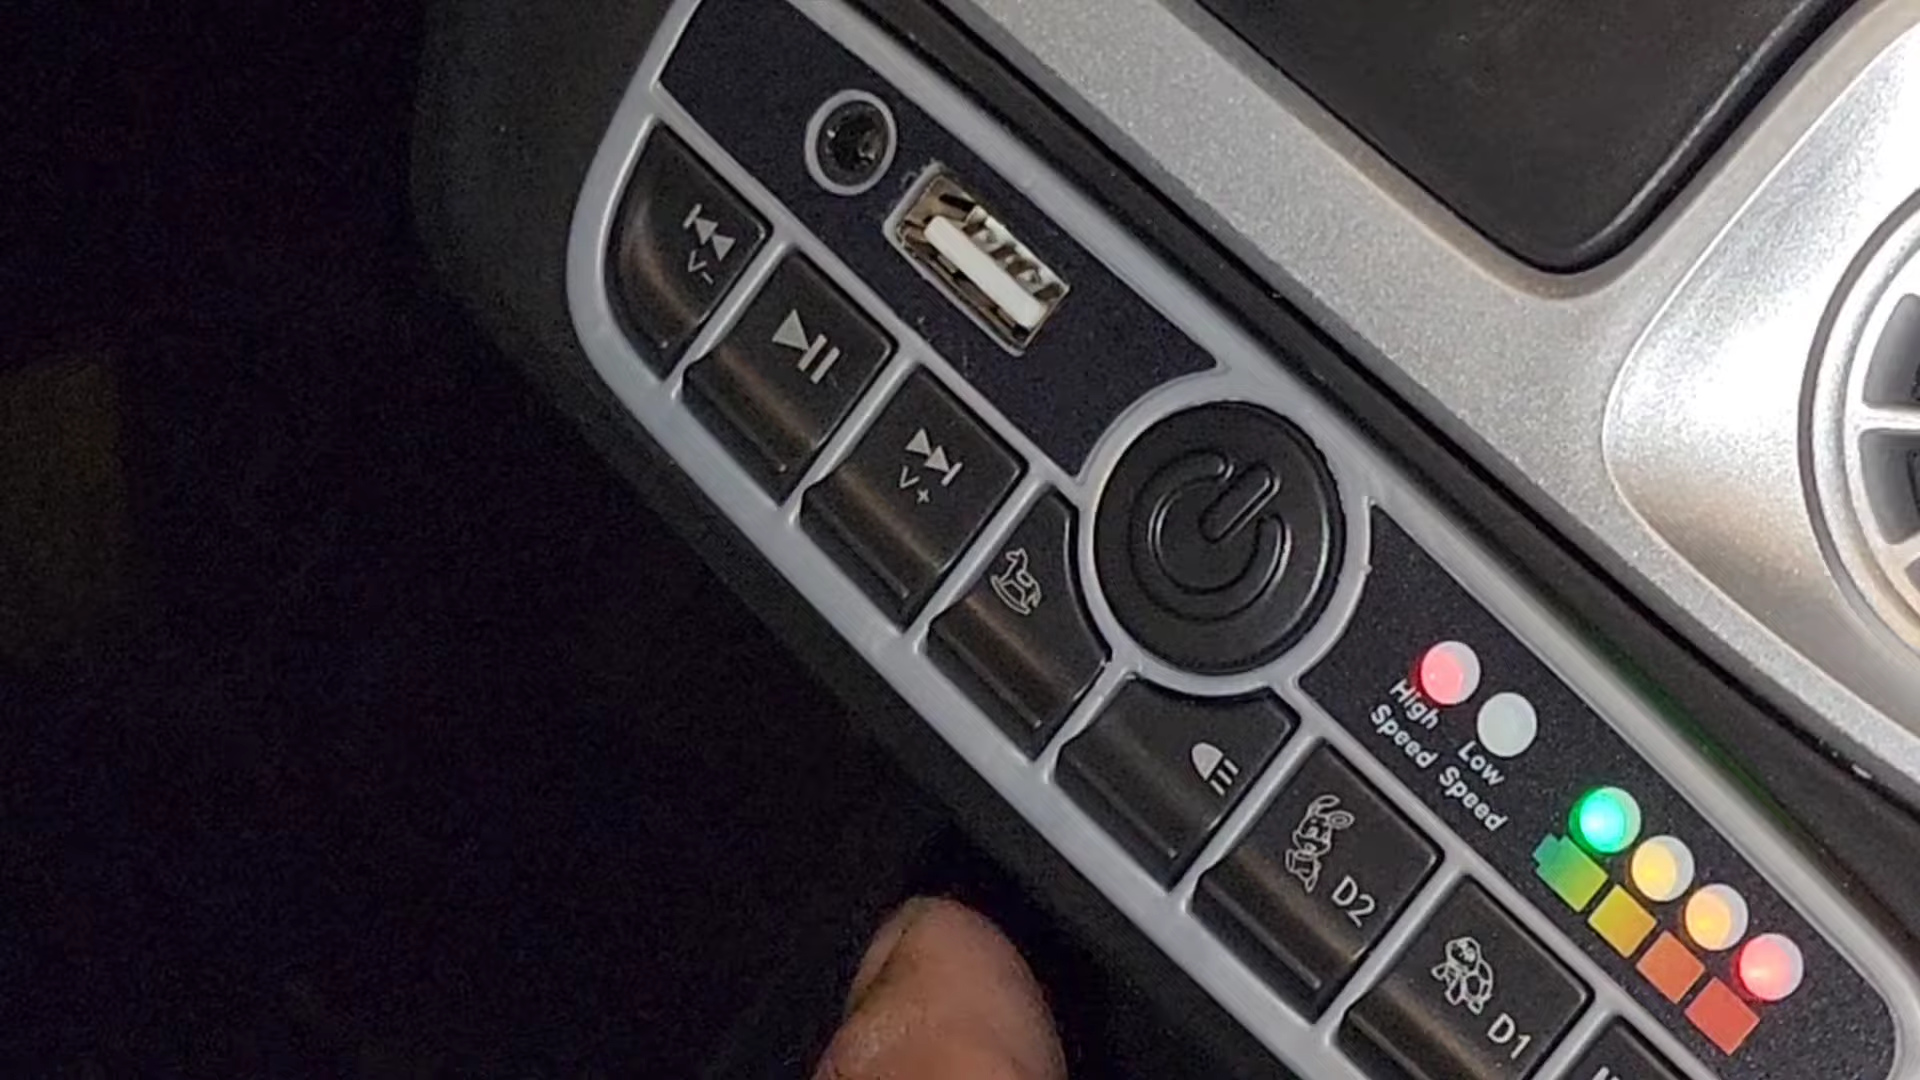 V-
V+
High
Speed
Low
Speed
D2
D1